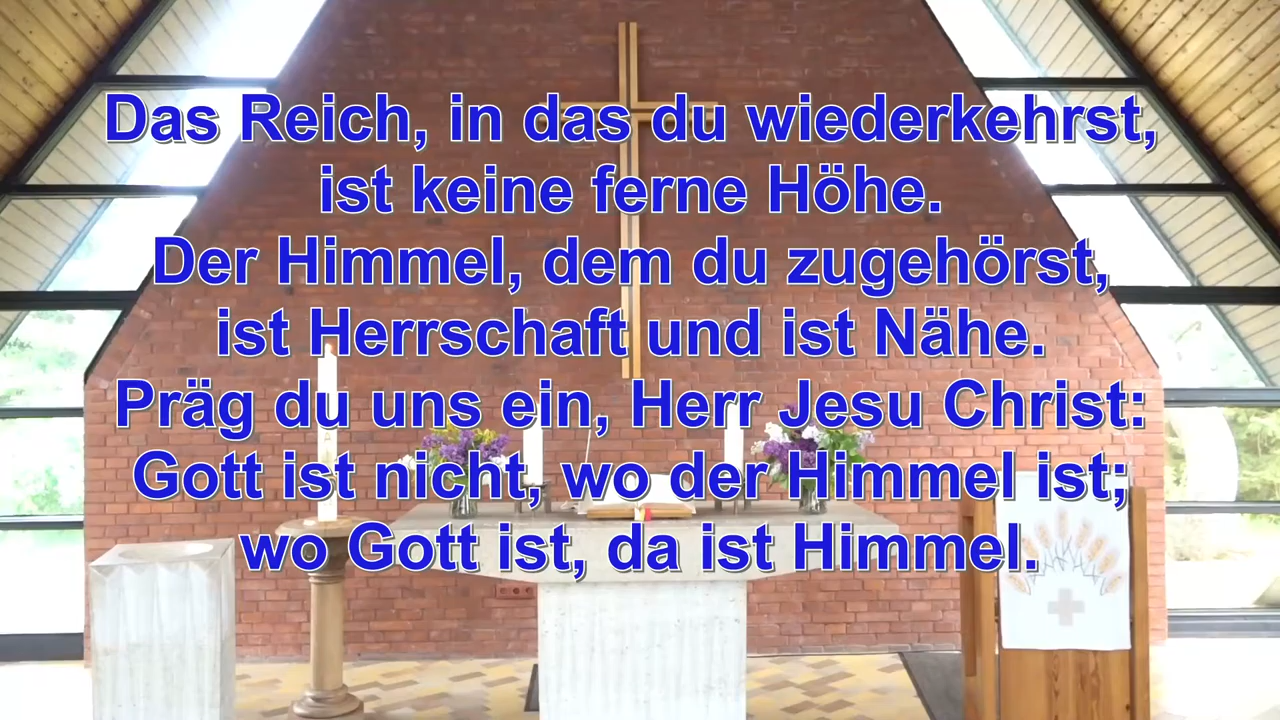 Das Reich, in das du wiederkehrst,
ist keine ferne Höhe.
Der Himmel, dem du zugehörst,
ist Herrschaft und ist Nähe.
Präg du uns ein, Herr Jesu Christ:
Gott ist nicht, wo der Himmel ist;
wo Gott ist, da ist Himmel.